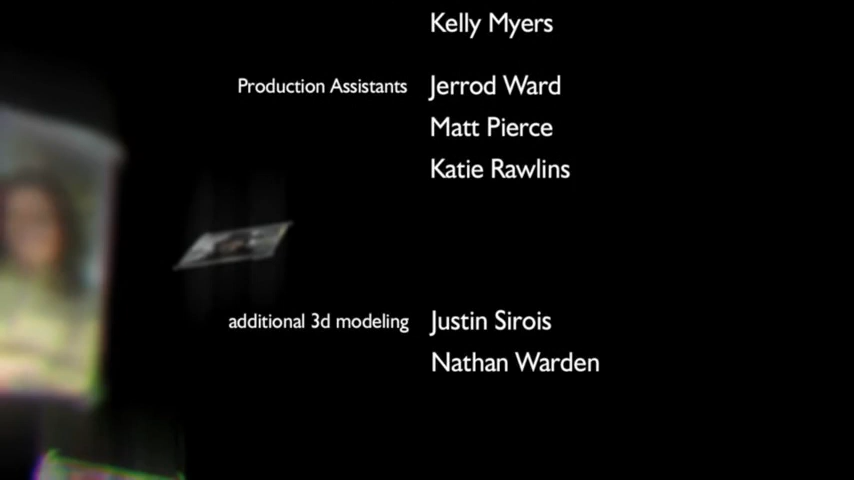 Kelly Myers
Production Assistants Jerrod Ward
Matt Pierce
Katie Rawlins
additional 3d modeling Justin Sirois
Nathan Warden